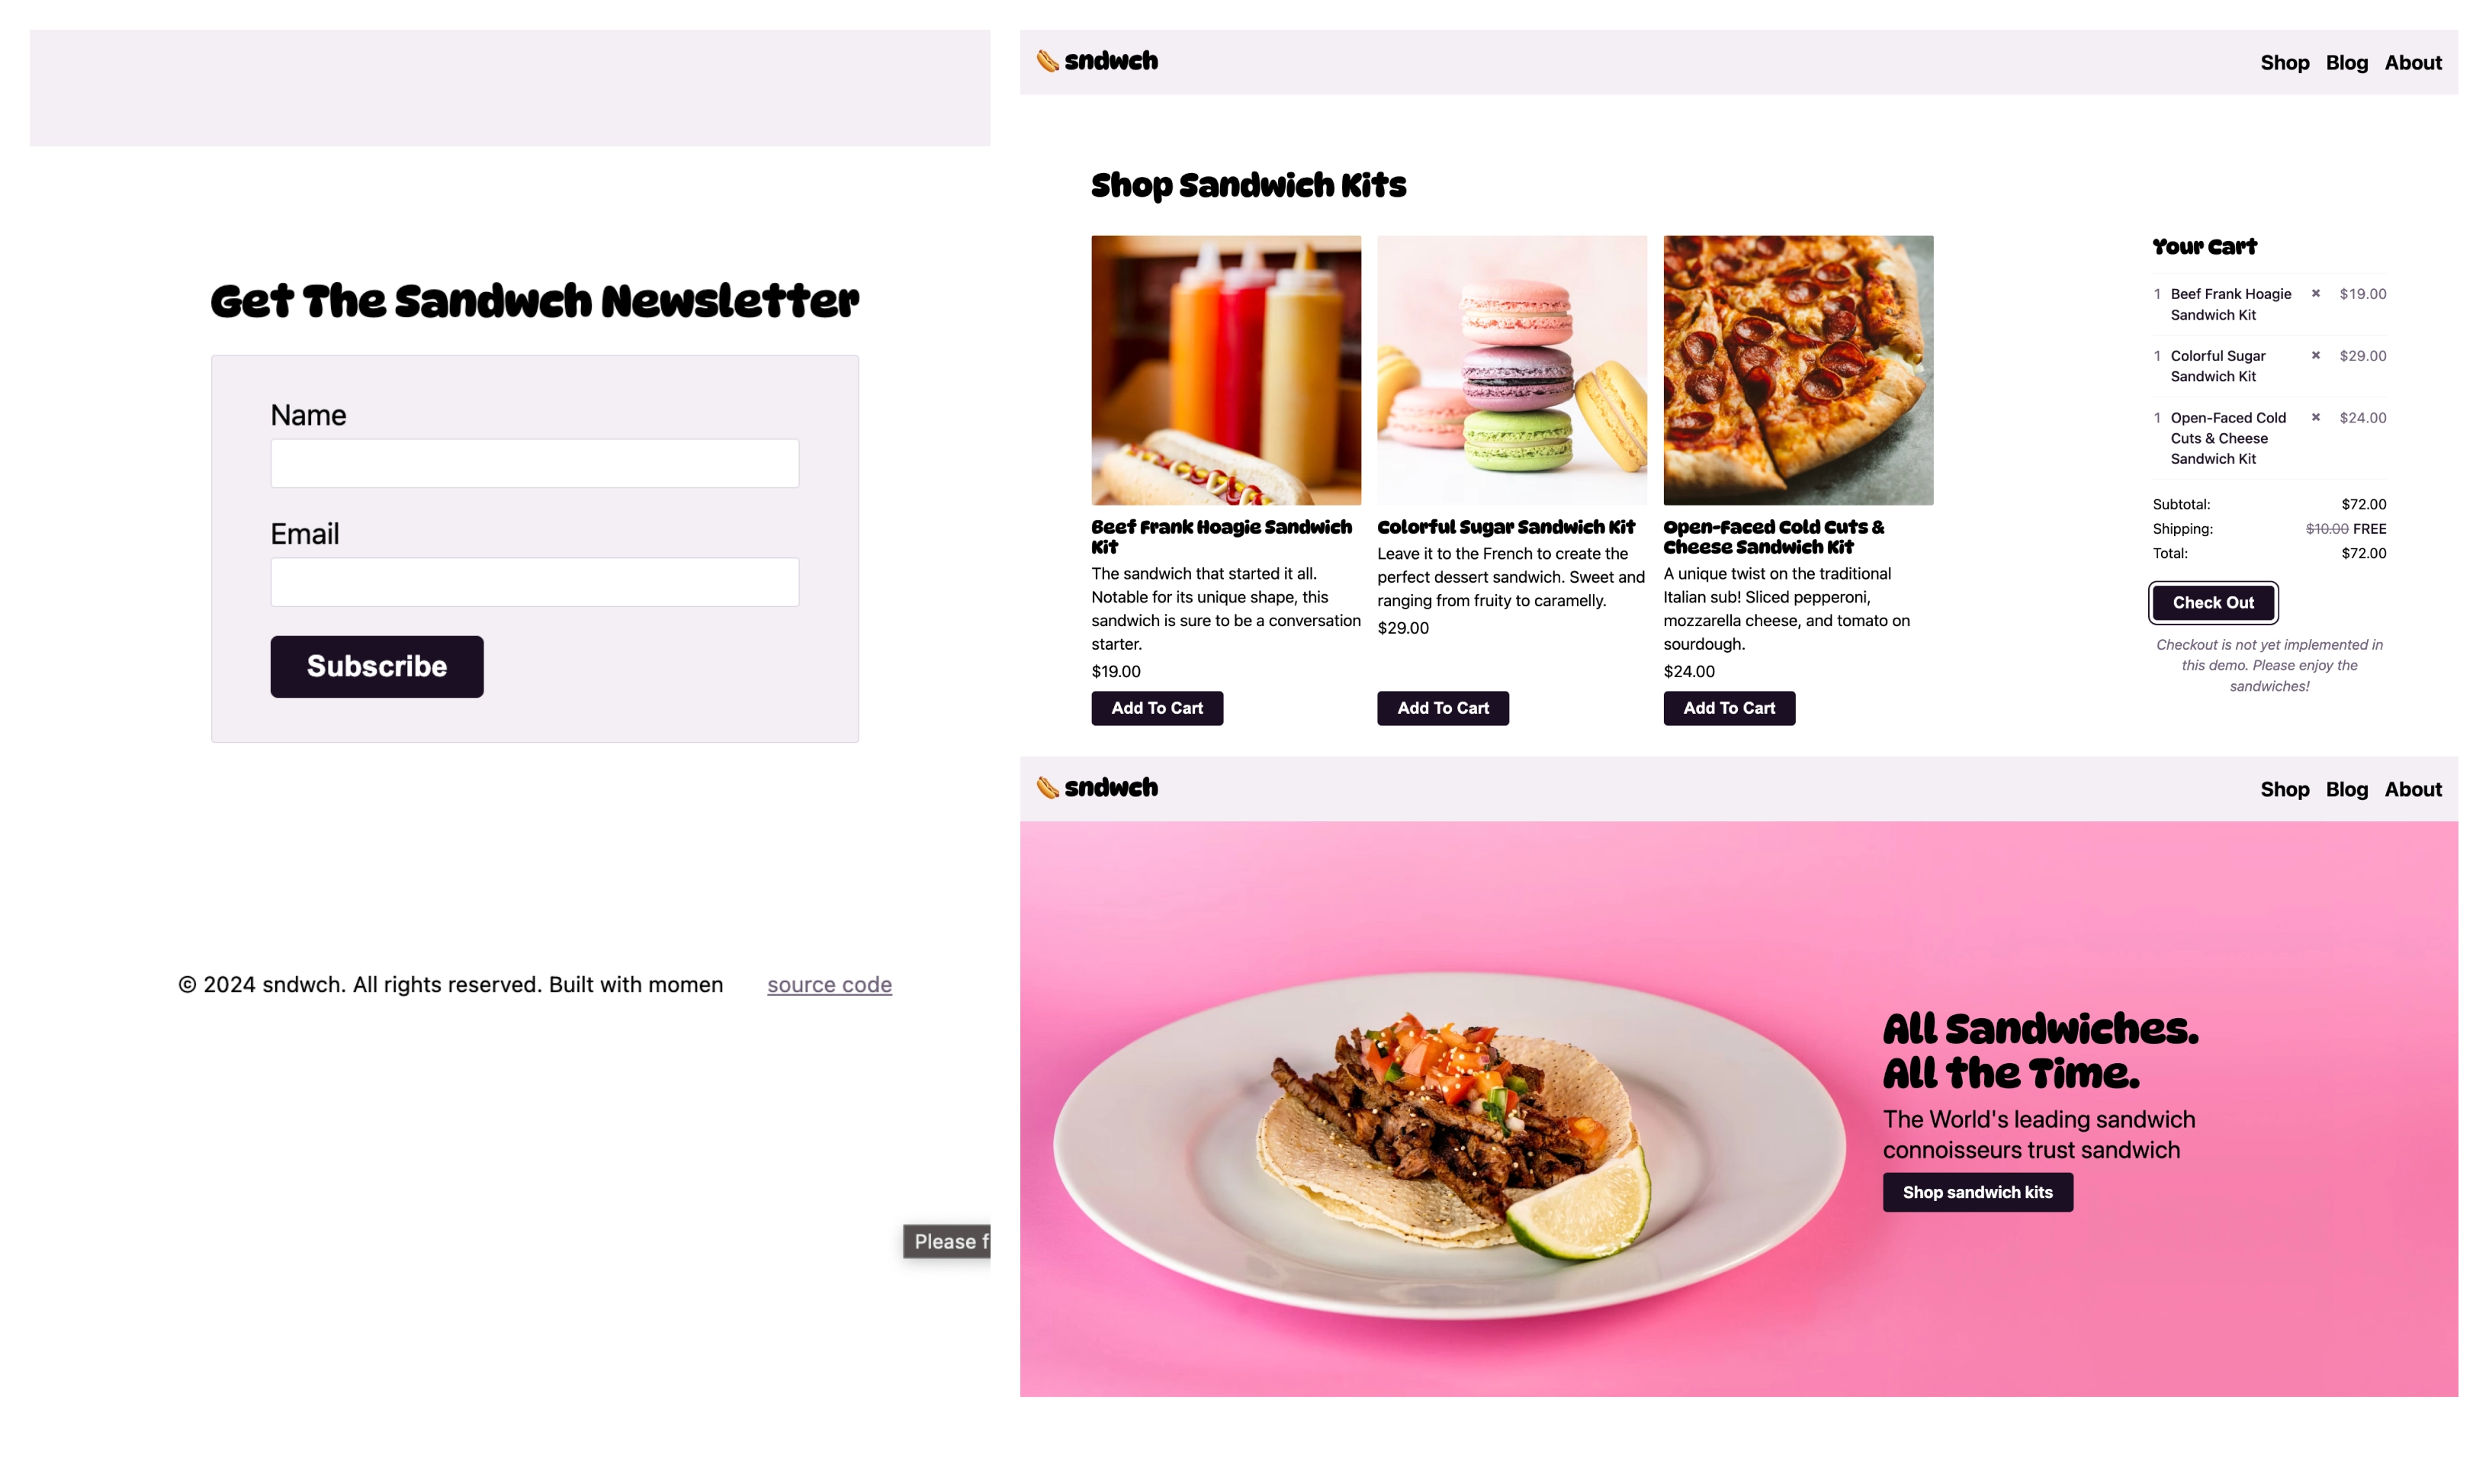 Get The Sandwch Newsletter
Name
Email
Subscribe
© 2024 sndwch. All rights reserved. Built with momen
source code
Please f
sndwch
Shop Blog About
Shop Sandwich Kits
Beef Frank Hoagie Sandwich
Kit
The sandwich that started it all.
Notable for its unique shape, this
sandwich is sure to be a conversation
starter.
$19.00
Add To Cart
Colorful Sugar Sandwich Kit
Leave it to the French to create the
perfect dessert sandwich. Sweet and
ranging from fruity to caramelly.
$29.00
Add To Cart
Open-Faced Cold Cuts &
Cheese Sandwich Kit
A unique twist on the traditional
Italian sub! Sliced pepperoni,
mozzarella cheese, and tomato on
sourdough.
$24.00
Add To Cart
Your Cart
1 Beef Frank Hoagie × $19.00
Sandwich Kit
1 Colorful Sugar × $29.00
Sandwich Kit
1 Open-Faced Cold × $24.00
Cuts & Cheese
Sandwich Kit
Subtotal: $72.00
Shipping: $10.00 FREE
Total: $72.00
Check Out
Checkout is not yet implemented in
this demo. Please enjoy the
sandwiches!
sndwch
Shop Blog About
All Sandwiches.
All the Time.
The World's leading sandwich
connoisseurs trust sandwich
Shop sandwich kits